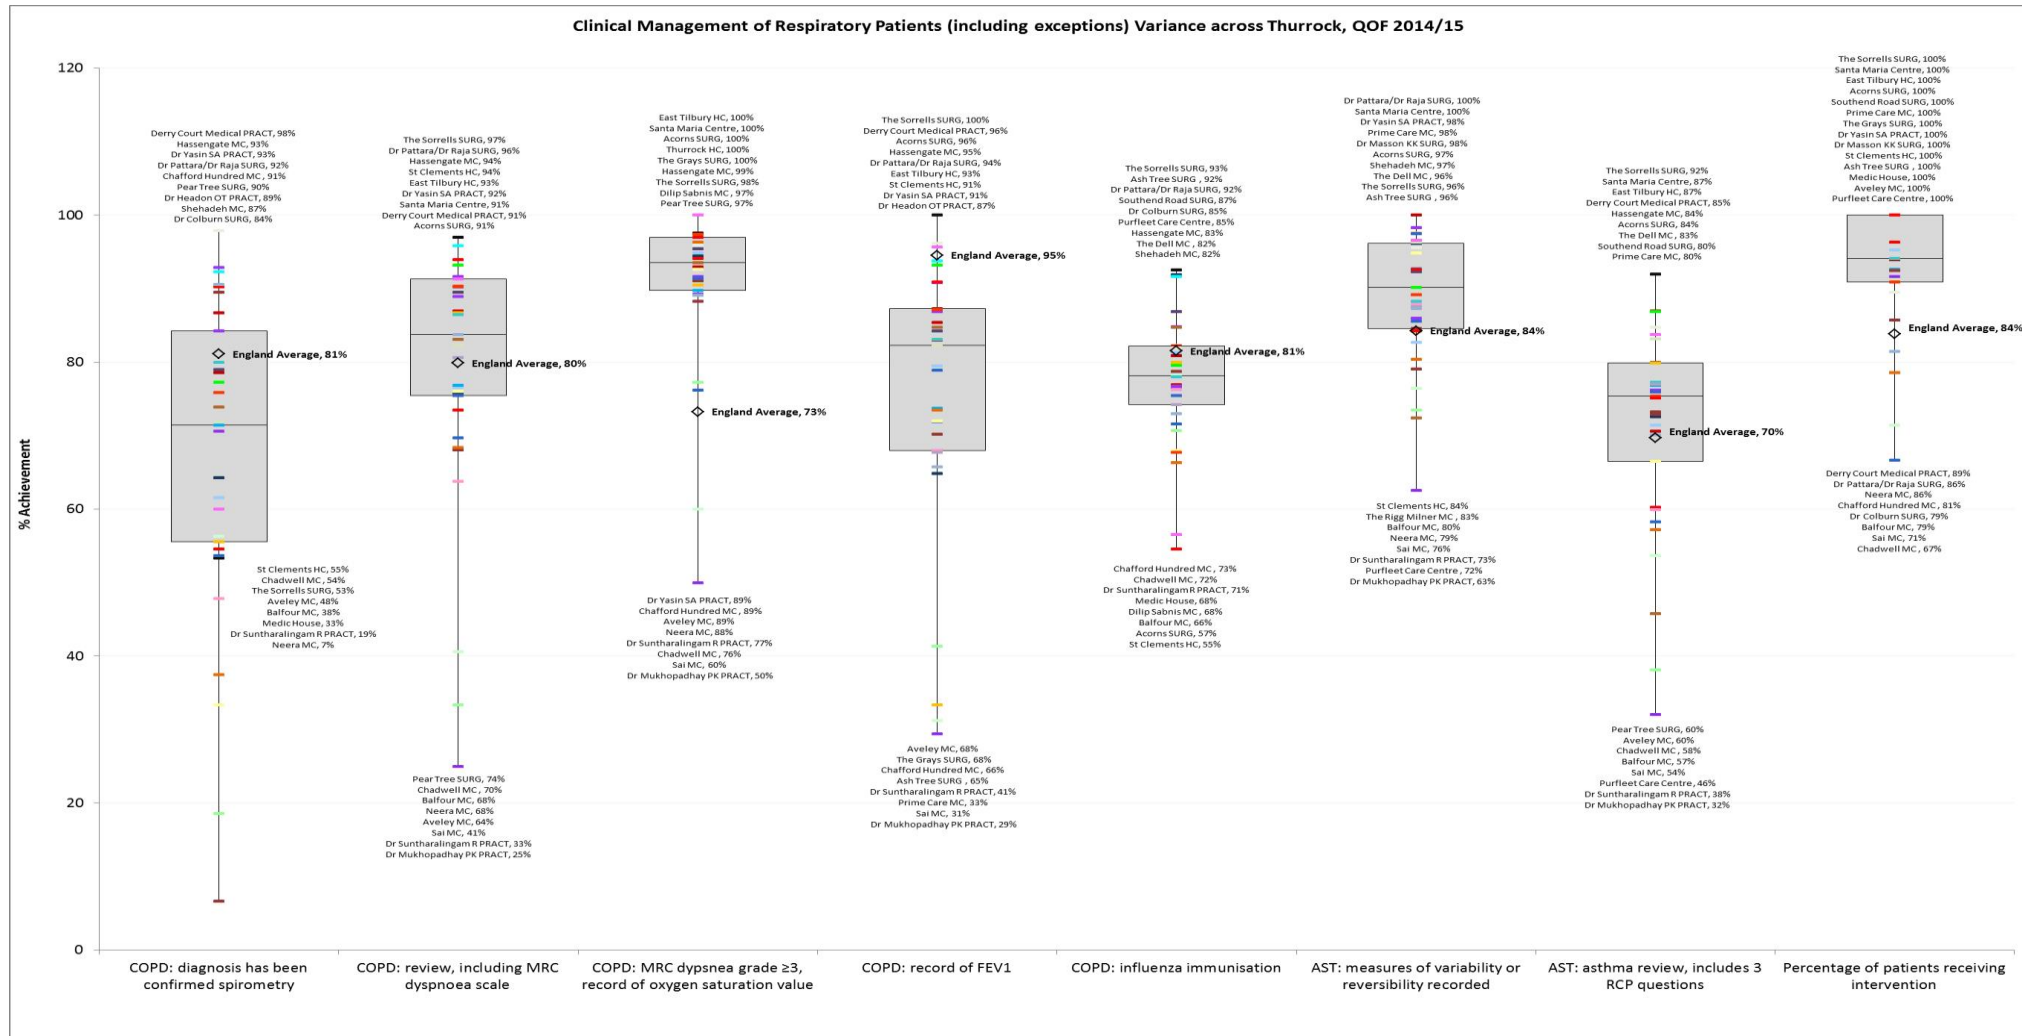 Clinical Management of Respiratory Patients (including exceptions) Variance across Thurrock, QOF 2014/15
% Achievement
120
100
80
60
40
20
0
Derry Court Medical PRACT, 98%
Hassengate MC, 93%
Dr Yasin SA PRACT, 93%
Dr Pattara/Dr Raja SURG, 92%
Chafford Hundred MC , 91%
Pear Tree SURG, 90%
Dr Headon OT PRACT, 89%
Shehadeh MC, 87%
Dr Colburn SURG, 84%
England Average, 81%
St Clements HC, 55%
Chadwell MC , 54%
The Sorrells SURG, 53%
Aveley MC, 48%
Balfour MC, 38%
Medic House, 33%
Dr Suntharalingam R PRACT, 19%
Neera MC, 7%
COPD: diagnosis has been
confirmed spirometry
The Sorrells SURG, 97%
Dr Pattara/Dr Raja SURG, 96%
Hassengate MC, 94%
St Clements HC, 94%
East Tilbury HC, 93%
Dr Yasin SA PRACT, 92%
Santa Maria Centre, 91%
Derry Court Medical PRACT, 91%
Acorns SURG, 91%
England Average, 80%
Pear Tree SURG, 74%
Chadwell MC , 70%
Balfour MC, 68%
Neera MC, 68%
Aveley MC, 64%
Sai MC, 41%
Dr Suntharalingam R PRACT, 33%
Dr Mukhopadhay PK PRACT, 25%
COPD: review, including MRC
dyspnoea scale
East Tilbury HC, 100%
Santa Maria Centre, 100%
Acorns SURG, 100%
Thurrock HC, 100%
The Grays SURG, 100%
Hassengate MC, 99%
The Sorrells SURG, 98%
Dilip Sabnis MC , 97%
Pear Tree SURG, 97%
England Average, 73%
Dr Yasin SA PRACT, 89%
Chafford Hundred MC , 89%
Aveley MC, 89%
Neera MC, 88%
Dr Suntharalingam R PRACT, 77%
Chadwell MC , 76%
Sai MC, 60%
Dr Mukhopadhay PK PRACT, 50%
COPD: MRC dypsnea grade ≥3,
record of oxygen saturation value
The Sorrells SURG, 100%
Derry Court Medical PRACT, 96%
Acorns SURG, 96%
Hassengate MC, 95%
Dr Pattara/Dr Raja SURG, 94%
East Tilbury HC, 93%
St Clements HC, 91%
Dr Yasin SA PRACT, 91%
Dr Headon OT PRACT, 87%
England Average, 95%
Aveley MC, 68%
The Grays SURG, 68%
Chafford Hundred MC , 66%
Ash Tree SURG , 65%
Dr Suntharalingam R PRACT, 41%
Prime Care MC, 33%
Sai MC, 31%
Dr Mukhopadhay PK PRACT, 29%
COPD: record of FEV1
The Sorrells SURG, 93%
Ash Tree SURG , 92%
Dr Pattara/Dr Raja SURG, 92%
Southend Road SURG, 87%
Dr Colburn SURG, 85%
Purfleet Care Centre, 85%
Hassengate MC, 83%
The Dell MC , 82%
Shehadeh MC, 82%
England Average, 81%
Chafford Hundred MC , 73%
Chadwell MC , 72%
Dr Suntharalingam R PRACT, 71%
Medic House, 68%
Dilip Sabnis MC , 68%
Balfour MC, 66%
Acorns SURG, 57%
St Clements HC, 55%
COPD: influenza immunisation
Dr Pattara/Dr Raja SURG, 100%
Santa Maria Centre, 100%
Dr Yasin SA PRACT, 98%
Prime Care MC, 98%
Dr Masson KK SURG, 98%
Acorns SURG, 97%
Shehadeh MC, 97%
The Dell MC , 96%
The Sorrells SURG, 96%
Ash Tree SURG , 96%
England Average, 84%
St Clements HC, 84%
The Rigg Milner MC , 83%
Balfour MC, 80%
Neera MC, 79%
Sai MC, 76%
Dr Suntharalingam R PRACT, 73%
Purfleet Care Centre , 72%
Dr Mukhopadhay PK PRACT, 63%
AST: measures of variability or
reversibility recorded
The Sorrells SURG, 92%
Santa Maria Centre, 87%
East Tilbury HC, 87%
Derry Court Medical PRACT, 85%
Hassengate MC, 84%
Acorns SURG, 84%
The Dell MC , 83%
Southend Road SURG, 80%
Prime Care MC, 80%
England Average, 70%
Pear Tree SURG, 60%
Aveley MC, 60%
Chadwell MC , 58%
Balfour MC, 57%
Sai MC, 54%
Purfleet Care Centre , 46%
Dr Suntharalingam R PRACT, 38%
Dr Mukhopadhay PK PRACT, 32%
AST: asthma review, includes 3
RCP questions
The Sorrells SURG, 100%
Santa Maria Centre, 100%
East Tilbury HC, 100%
Acorns SURG, 100%
Southend Road SURG, 100%
Prime Care MC, 100%
The Grays SURG, 100%
Dr Yasin SA PRACT, 100%
Dr Masson KK SURG, 100%
St Clements HC, 100%
Ash Tree SURG , 100%
Medic House, 100%
Aveley MC, 100%
Purfleet Care Centre, 100%
England Average, 84%
Derry Court Medical PRACT, 89%
Dr Pattara/Dr Raja SURG, 86%
Neera MC, 86%
Chafford Hundred MC , 81%
Dr Colburn SURG, 79%
Balfour MC, 79%
Sai MC, 71%
Chadwell MC , 67%
Percentage of patients receiving
intervention